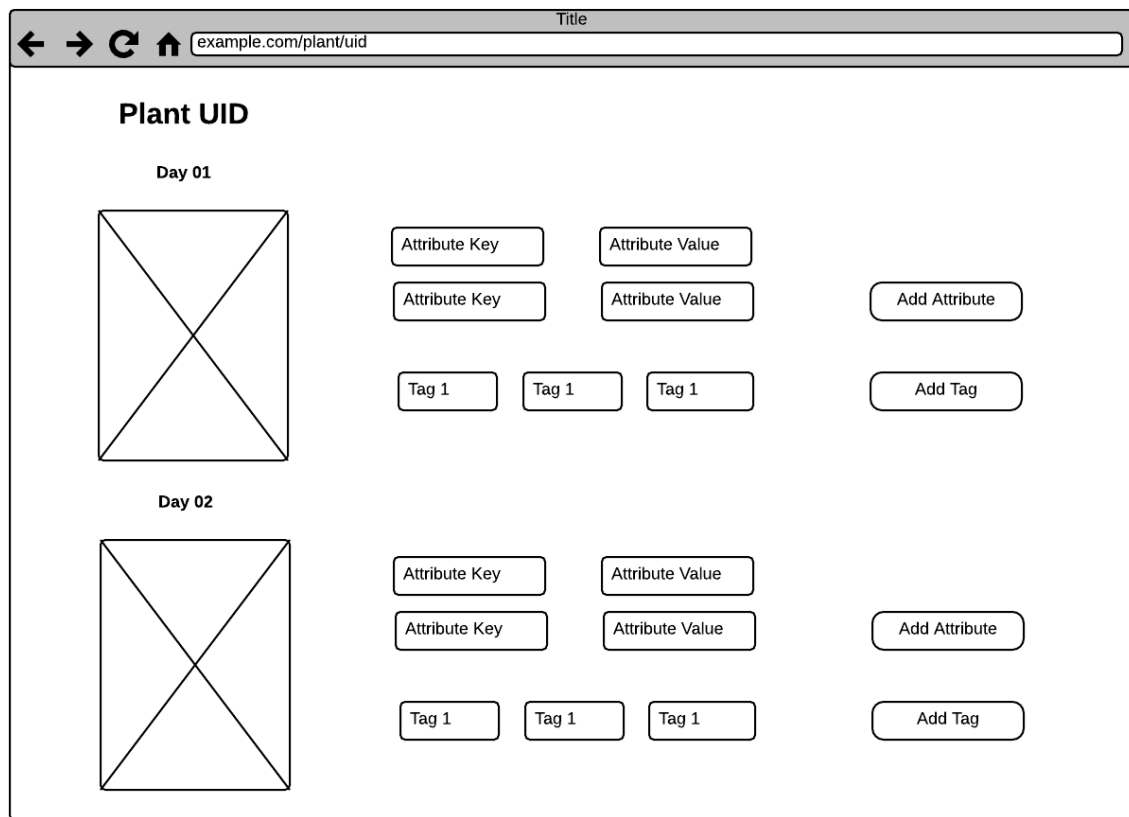 Title
example.com/plant/uid
Plant UID
Day 01
Attribute Key Attribute Value
Attribute Key Attribute Value Add Attribute
Tag 1 Tag 1 Tag 1 Add Tag
Day 02
Attribute Key Attribute Value
Attribute Key Attribute Value Add Attribute
Tag 1 Tag 1 Tag 1 Add Tag